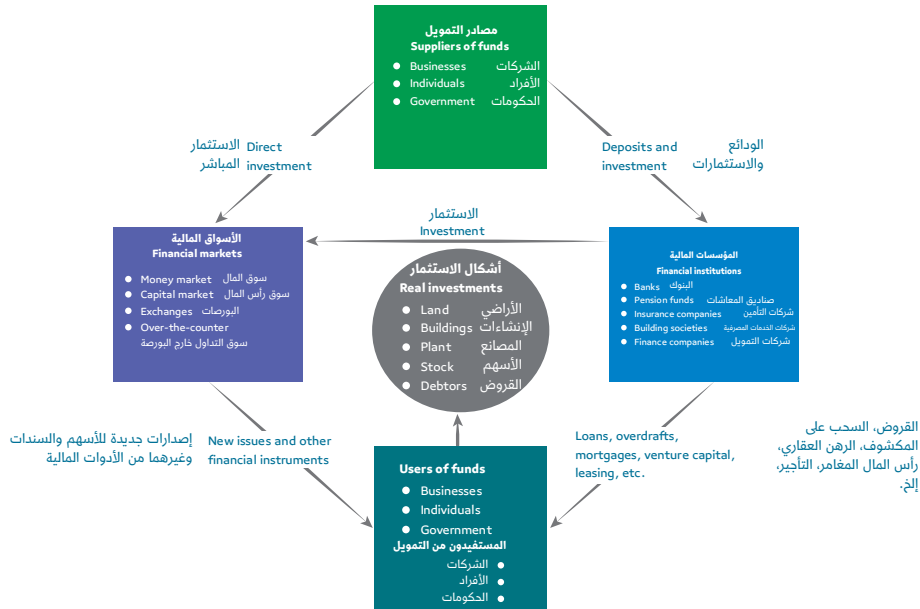 مصادر التمويل
Suppliers of funds
● Businesses الشركات
● Individuals الأفراد
● Government الحكومات
Direct investment
الاستثمار المباشر
Deposits and investment
الودائع والاستثمارات
الاستثمار
Investment
الأسواق المالية
Financial markets
● Money market سوق المال
● Capital market سوق رأس المال
● Exchanges البورصات
● Over-the-counter
سوق التداول خارج البورصة
أشكال الاستثمار
Real investments
● Land الأراضي
● Buildings الإنشاءات
● Plant المصانع
● Stock الأسهم
● Debtors القروض
المؤسسات المالية
Financial institutions
● Banks البنوك
● Pension funds صناديق المعاشات
● Insurance companies شركات التأمين
● Building societies شركات الخدمات المصرفية
● Finance companies شركات التمويل
إصدارات جديدة للأسهم والسندات
وغيرهما من الأدوات المالية
New issues and other
financial instruments
Loans, overdrafts,
mortgages, venture capital,
leasing, etc.
القروض، السحب على
المكشوف، الرهن العقاري،
رأس المال المغامر، التأجير،
إلخ.
Users of funds
● Businesses
● Individuals
● Government
المستفيدون من التمويل
● الشركات
● الأفراد
● الحكومات